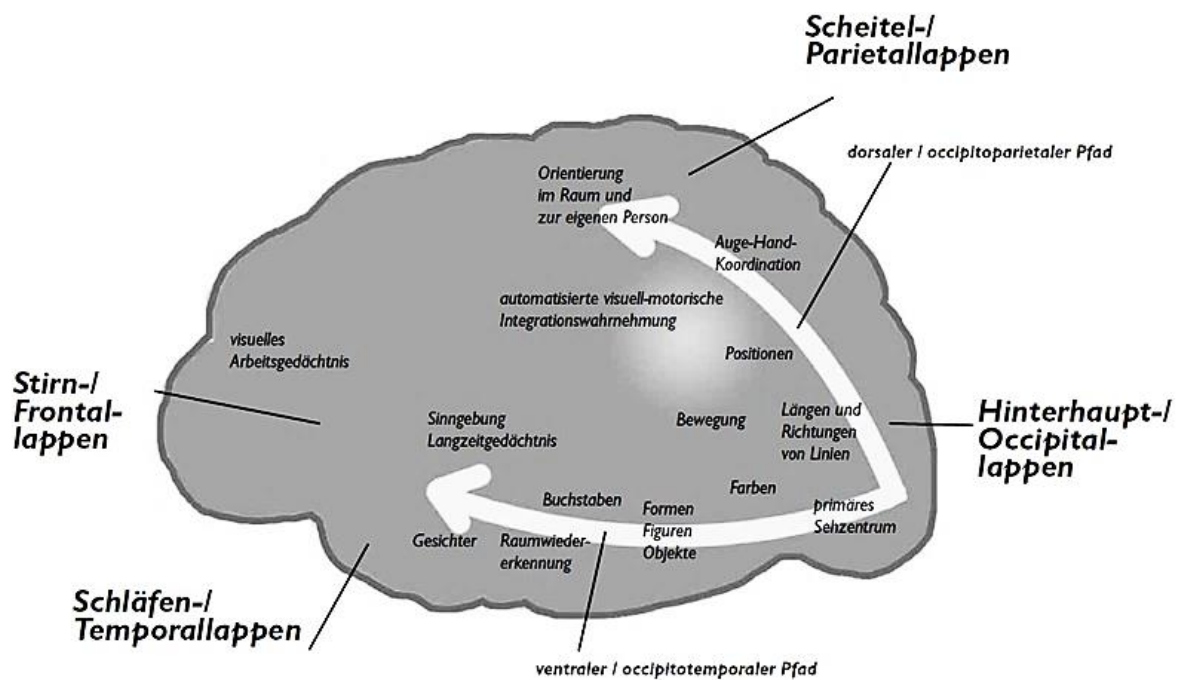 Scheitel-/
Parietallappen
dorsaler / occipitoparietaler Pfad
Orientierung
im Raum und
zur eigenen Person
Auge-Hand-
Koordination
automatisierte visuell-motorische
Integrationswahrnehmung
visuelles
Arbeitsgedächtnis
Positionen
Stirn-/
Frontal-
lappen
Sinngebung
Langzeitgedächtnis
Bewegung
Längen und
Richtungen
von Linien
Hinterhaupt-/
Occipital-
lappen
Farben
Buchstaben
Formen
Figuren
Objekte
primäres
Sehzentrum
Gesichter
Raumwieder-
erkennung
Schläfen-/
Temporallappen
ventraler / occipitotemporaler Pfad